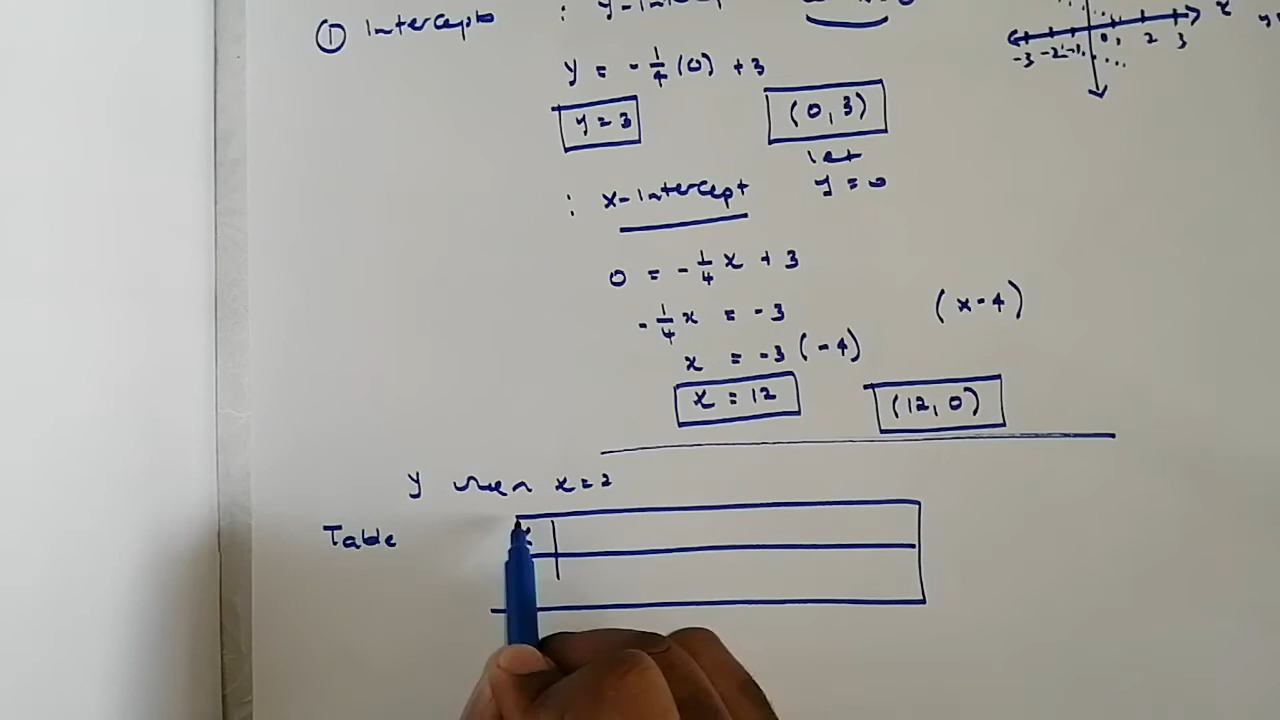 ① Intercepts : y-Intercept
y = -1/4 (0) + 3
y = 3 (0, 3)
: x-Intercept let y = 0
0 = -1/4 x + 3
-1/4 x = -3 (x-4)
x = -3 (-4)
x = 12 (12, 0)
y when x = 2
Table x
x
-3 -2 -1 0 1 2 3